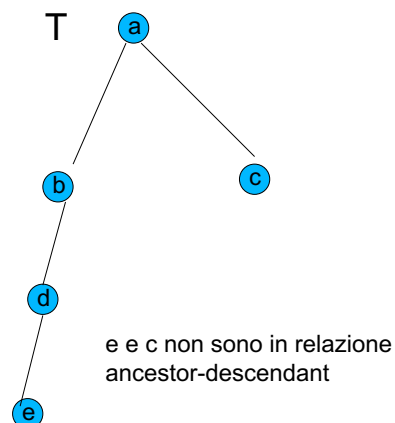 T
a
b
c
d
e e c non sono in relazione
ancestor-descendant
e